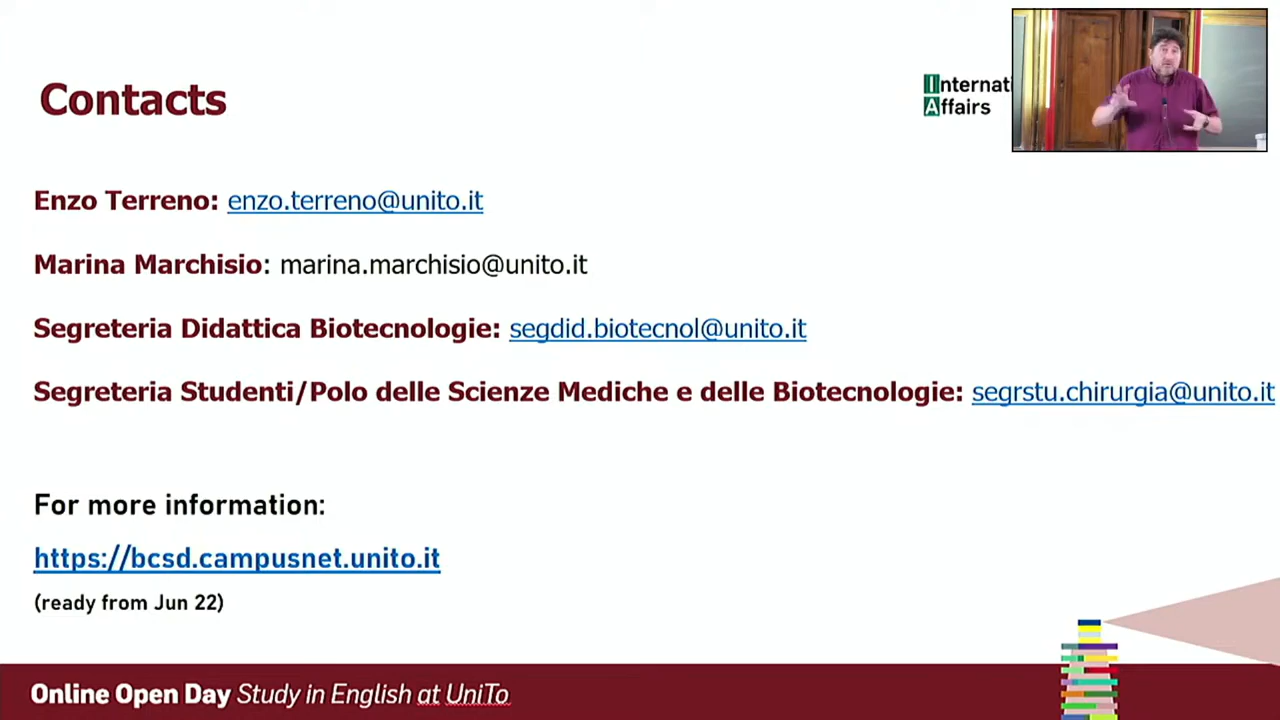 Contacts
International
Affairs
Enzo Terreno: enzo.terreno@unito.it
Marina Marchisio: marina.marchisio@unito.it
Segreteria Didattica Biotecnologie: segdid.biotecnol@unito.it
Segreteria Studenti/Polo delle Scienze Mediche e delle Biotecnologie: segrstu.chirurgia@unito.it
For more information:
https://bcsd.campusnet.unito.it
(ready from Jun 22)
Online Open Day Study in English at UniTo